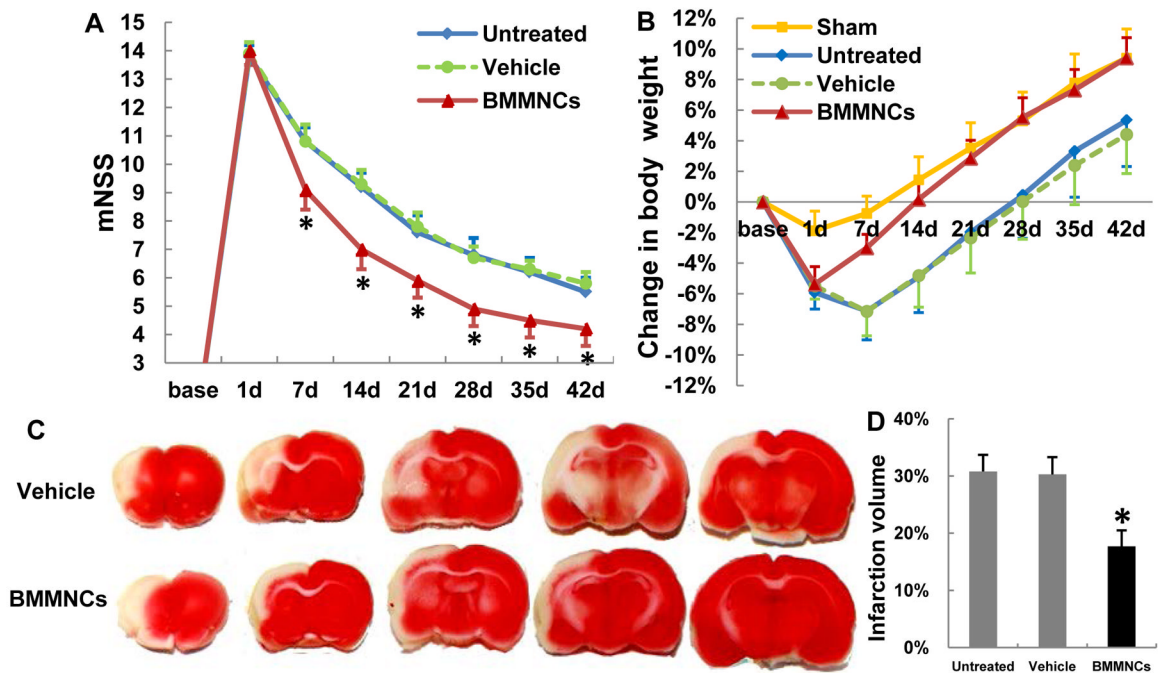 A
mNSS
15
14
13
12
11
10
9
8
7
6
5
4
3
Untreated
Vehicle
BMMNCs
*
*
*
*
*
*
base 1d 7d 14d 21d 28d 35d 42d
B
Change in body weight
12%
10%
8%
6%
4%
2%
0%
-2%
-4%
-6%
-8%
-10%
-12%
Sham
Untreated
Vehicle
BMMNCs
base 1d 7d 14d 21d 28d 35d 42d
C
Vehicle
BMMNCs
D
Infarction volume
40%
30%
20%
10%
0%
*
Untreated Vehicle BMMNCs